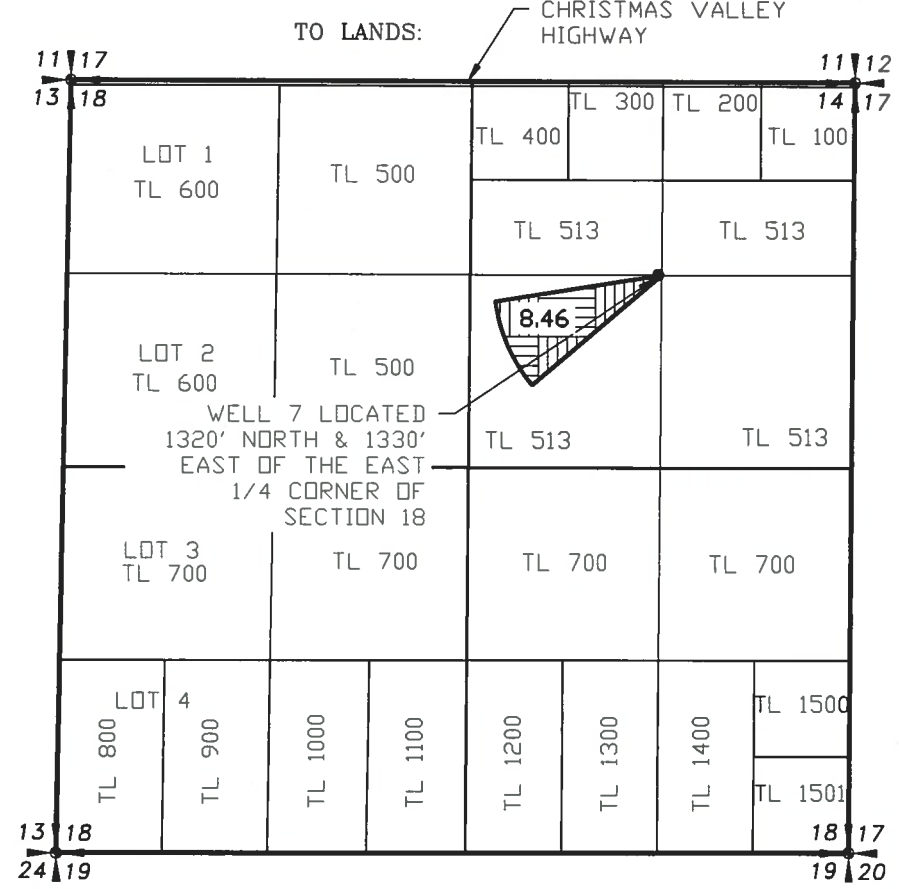 TO LANDS:
CHRISTMAS VALLEY
HIGHWAY
11 17
13 18
11 12
14 17
TL 300
TL 200
TL 400
TL 100
LOT 1
TL 600
TL 500
TL 513
TL 513
8.46
LOT 2
TL 600
TL 500
WELL 7 LOCATED
1320' NORTH & 1330'
EAST OF THE EAST
1/4 CORNER OF
SECTION 18
TL 513
TL 513
LOT 3
TL 700
TL 700
TL 700
TL 700
LOT 4
TL 800
TL 900
TL 1000
TL 1100
TL 1200
TL 1300
TL 1400
TL 1500
TL 1501
13 18
24 19
18 17
19 20